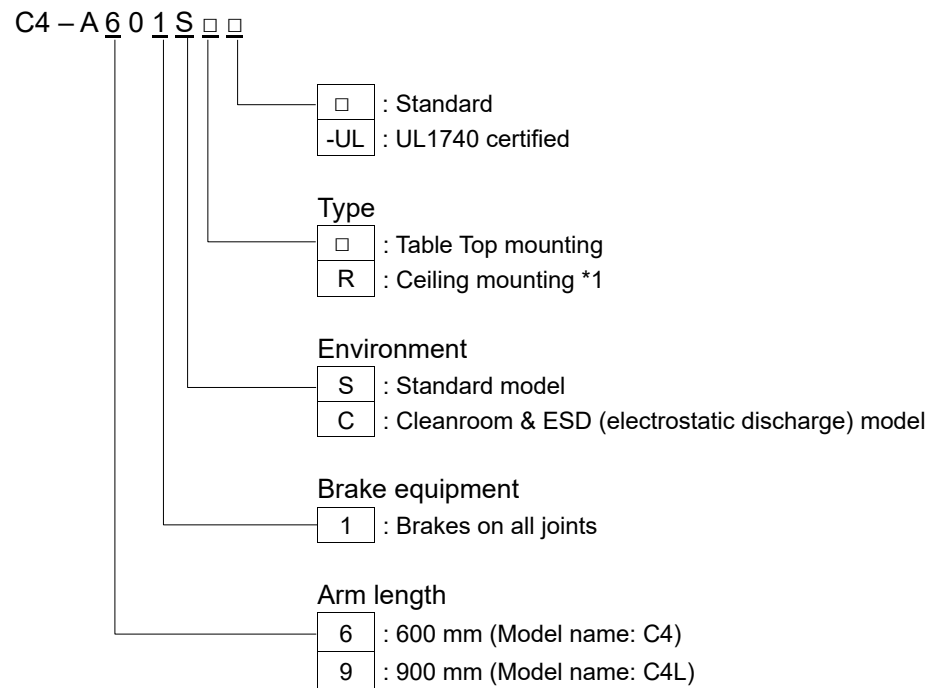 C4 – A 6 0 1 S □ □
□ : Standard
-UL : UL1740 certified
Type
□ : Table Top mounting
R : Ceiling mounting *1
Environment
S : Standard model
C : Cleanroom & ESD (electrostatic discharge) model
Brake equipment
1 : Brakes on all joints
Arm length
6 : 600 mm (Model name: C4)
9 : 900 mm (Model name: C4L)